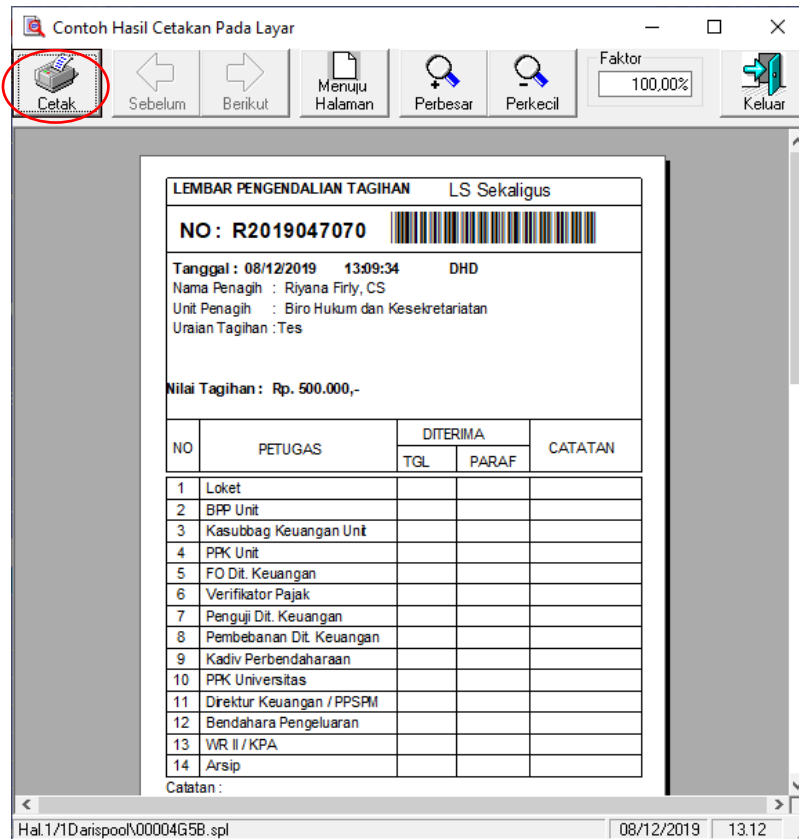 Contoh Hasil Cetakan Pada Layar
Cetak
Sebelum
Berikut
Menuju
Halaman
Perbesar
Perkecil
Faktor
100,00%
Keluar
LEMBAR PENGENDALIAN TAGIHAN LS Sekaligus
NO : R2019047070
Tanggal : 08/12/2019 13:09:34 DHD
Nama Penagih : Riyana Firly, CS
Unit Penagih : Biro Hukum dan Kesekretariatan
Uraian Tagihan : Tes
Nilai Tagihan : Rp. 500.000,-
NO PETUGAS DITERIMA CATATAN
TGL PARAF
1 Loket
2 BPP Unit
3 Kasubbag Keuangan Unit
4 PPK Unit
5 FO Dit. Keuangan
6 Verifikator Pajak
7 Penguji Dit. Keuangan
8 Pembebanan Dit. Keuangan
9 Kadiv Perbendaharaan
10 PPK Universitas
11 Direktur Keuangan / PPSPM
12 Bendahara Pengeluaran
13 WR II / KPA
14 Arsip
Catatan :
Hal.1/1Darispool\00004G5B.spl 08/12/2019 13.12